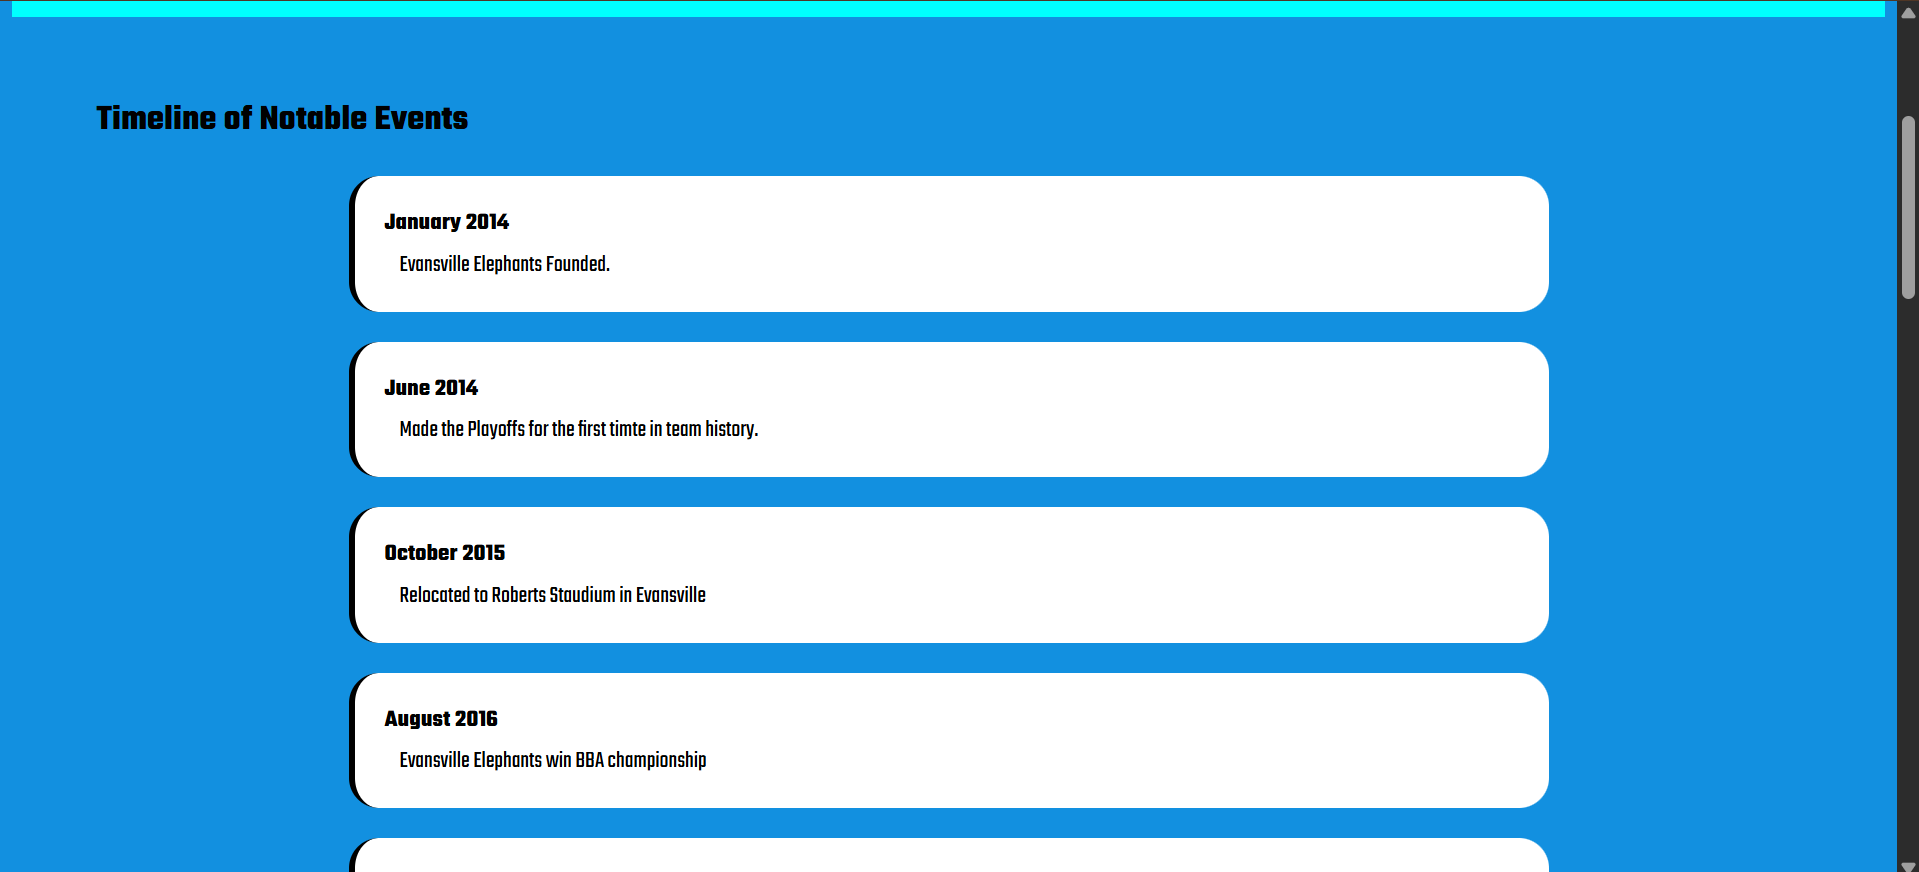 Timeline of Notable Events
January 2014
Evansville Elephants Founded.
June 2014
Made the Playoffs for the first timte in team history.
October 2015
Relocated to Roberts Staudium in Evansville
August 2016
Evansville Elephants win BBA championship